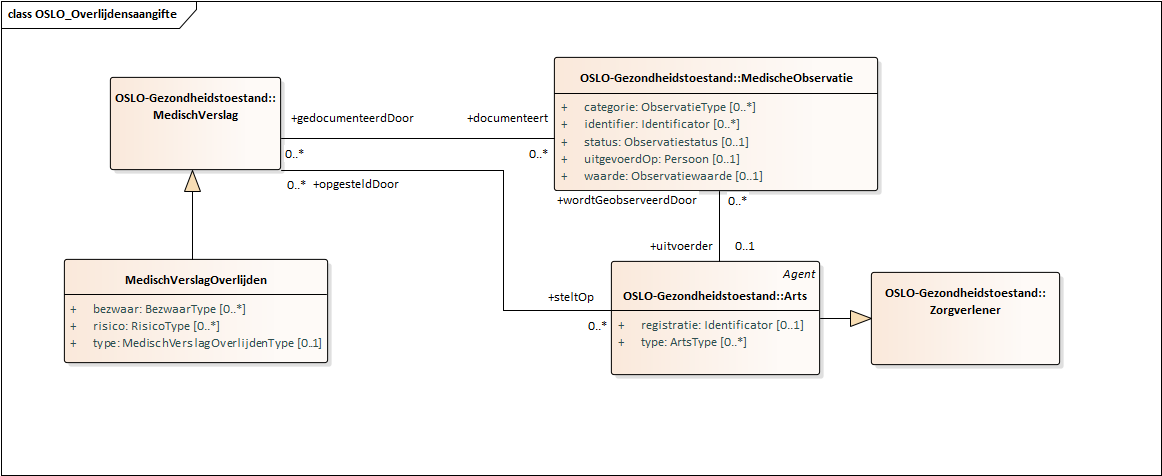 class OSLO_Overlijdensaangifte
OSLO-Gezondheidstoestand::
MedischVerslag
+gedocumenteerdDoor
+documenteert
0..*
0..*
OSLO-Gezondheidstoestand::MedischeObservatie
+ categorie: ObservatieType [0..*]
+ identifier: Identificator [0..*]
+ status: Observatiestatus [0..1]
+ uitgevoerdOp: Persoon [0..1]
+ waarde: Observatiewaarde [0..1]
0..* +opgesteldDoor
+wordtGeobserveerdDoor
0..*
+uitvoerder
0..1
MedischVerslagOverlijden
+ bezwaar: BezwaarType [0..*]
+ risico: RisicoType [0..*]
+ type: MedischVerslagOverlijdenType [0..1]
+steltOp
0..*
Agent
OSLO-Gezondheidstoestand::Arts
+ registratie: Identificator [0..1]
+ type: ArtsType [0..*]
OSLO-Gezondheidstoestand::
Zorgverlener